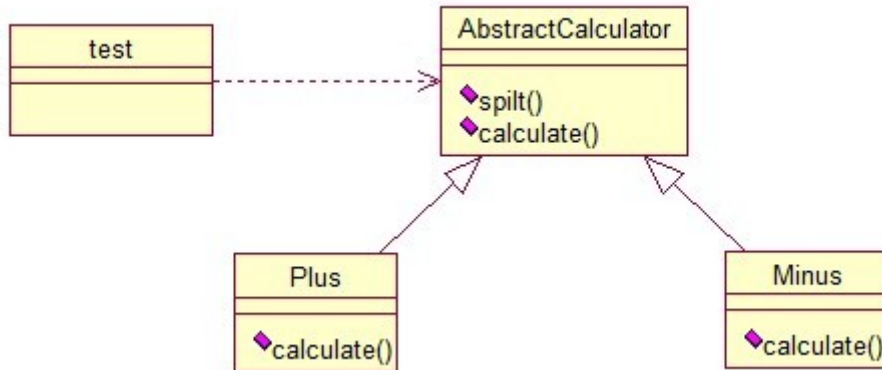 test
AbstractCalculator
spilt()
calculate()
Plus
calculate()
Minus
calculate()